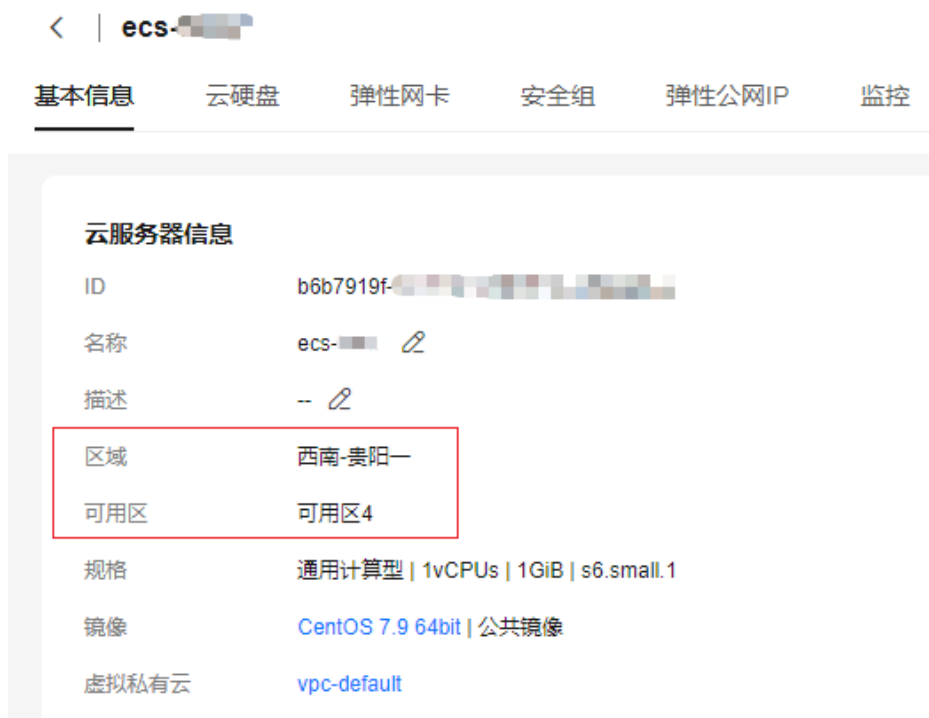 ecs-
基本信息 云硬盘 弹性网卡 安全组 弹性公网IP 监控
云服务器信息
ID b6b7919f-
名称 ecs-
描述 --
区域 西南-贵阳一
可用区 可用区4
规格 通用计算型 | 1vCPUs | 1GiB | s6.small.1
镜像 CentOS 7.9 64bit | 公共镜像
虚拟私有云 vpc-default